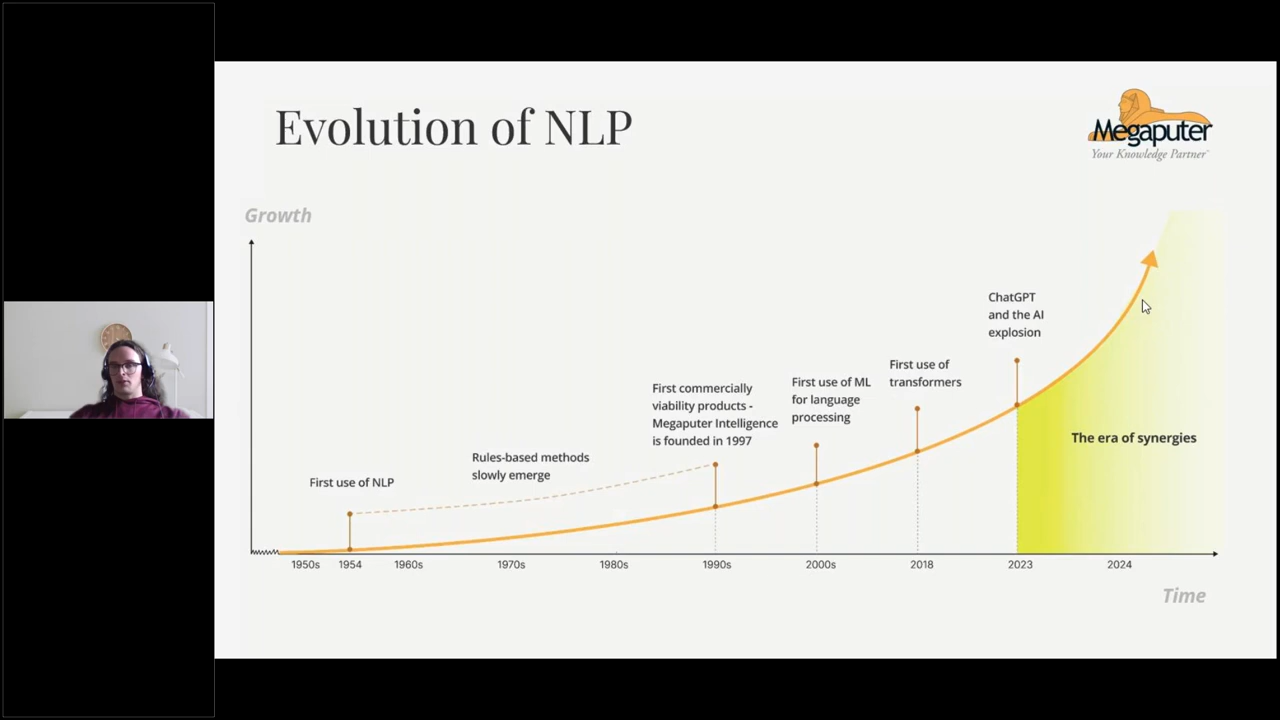 Evolution of NLP
Megaputer
Your Knowledge Partner
Growth
ChatGPT
and the AI
explosion
First use of
transformers
First use of ML
for language
processing
First commercially
viability products -
Megaputer Intelligence
is founded in 1997
The era of synergies
Rules-based methods
slowly emerge
First use of NLP
1950s 1954 1960s 1970s 1980s 1990s 2000s 2018 2023 2024
Time